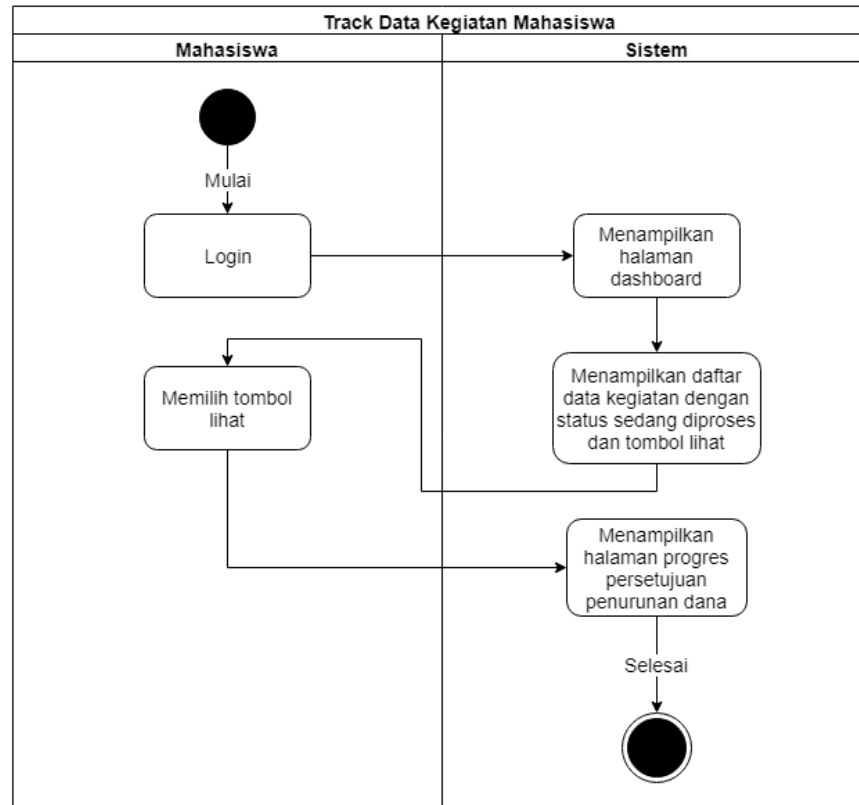 Track Data Kegiatan Mahasiswa
Mahasiswa
Sistem
Mulai
Login
Menampilkan
halaman
dashboard
Menampilkan daftar
data kegiatan dengan
status sedang diproses
dan tombol lihat
Memilih tombol
lihat
Menampilkan
halaman progres
persetujuan
penurunan dana
Selesai